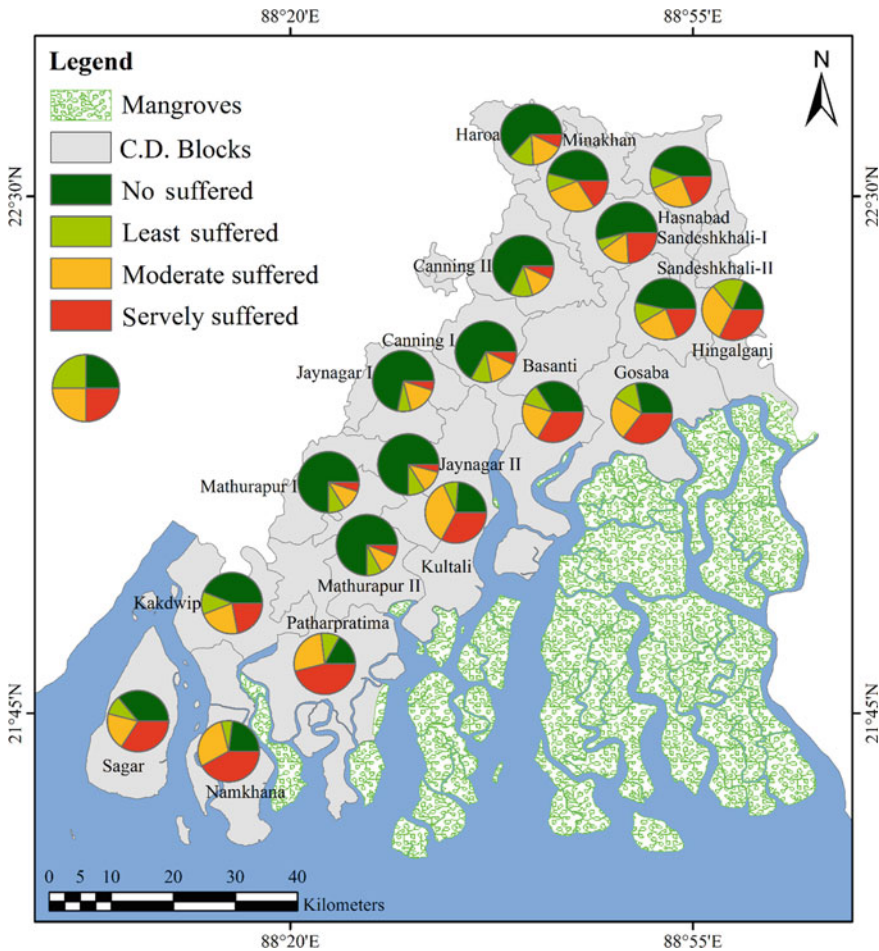 88°20'E 88°55'E
Legend
Mangroves
C.D. Blocks
No suffered
Least suffered
Moderate suffered
Servely suffered
N
22°30'N
22°30'N
21°45'N
21°45'N
Haroa
Minakhan
Hasnabad
Sandeshkhali-I
Canning II
Sandeshkhali-II
Hingalganj
Canning I
Jaynagar I
Basanti
Gosaba
Jaynagar II
Mathurapur I
Kultali
Mathurapur II
Kakdwip
Patharpratima
Sagar
Namkhana
0 5 10 20 30 40
Kilometers
88°20'E 88°55'E